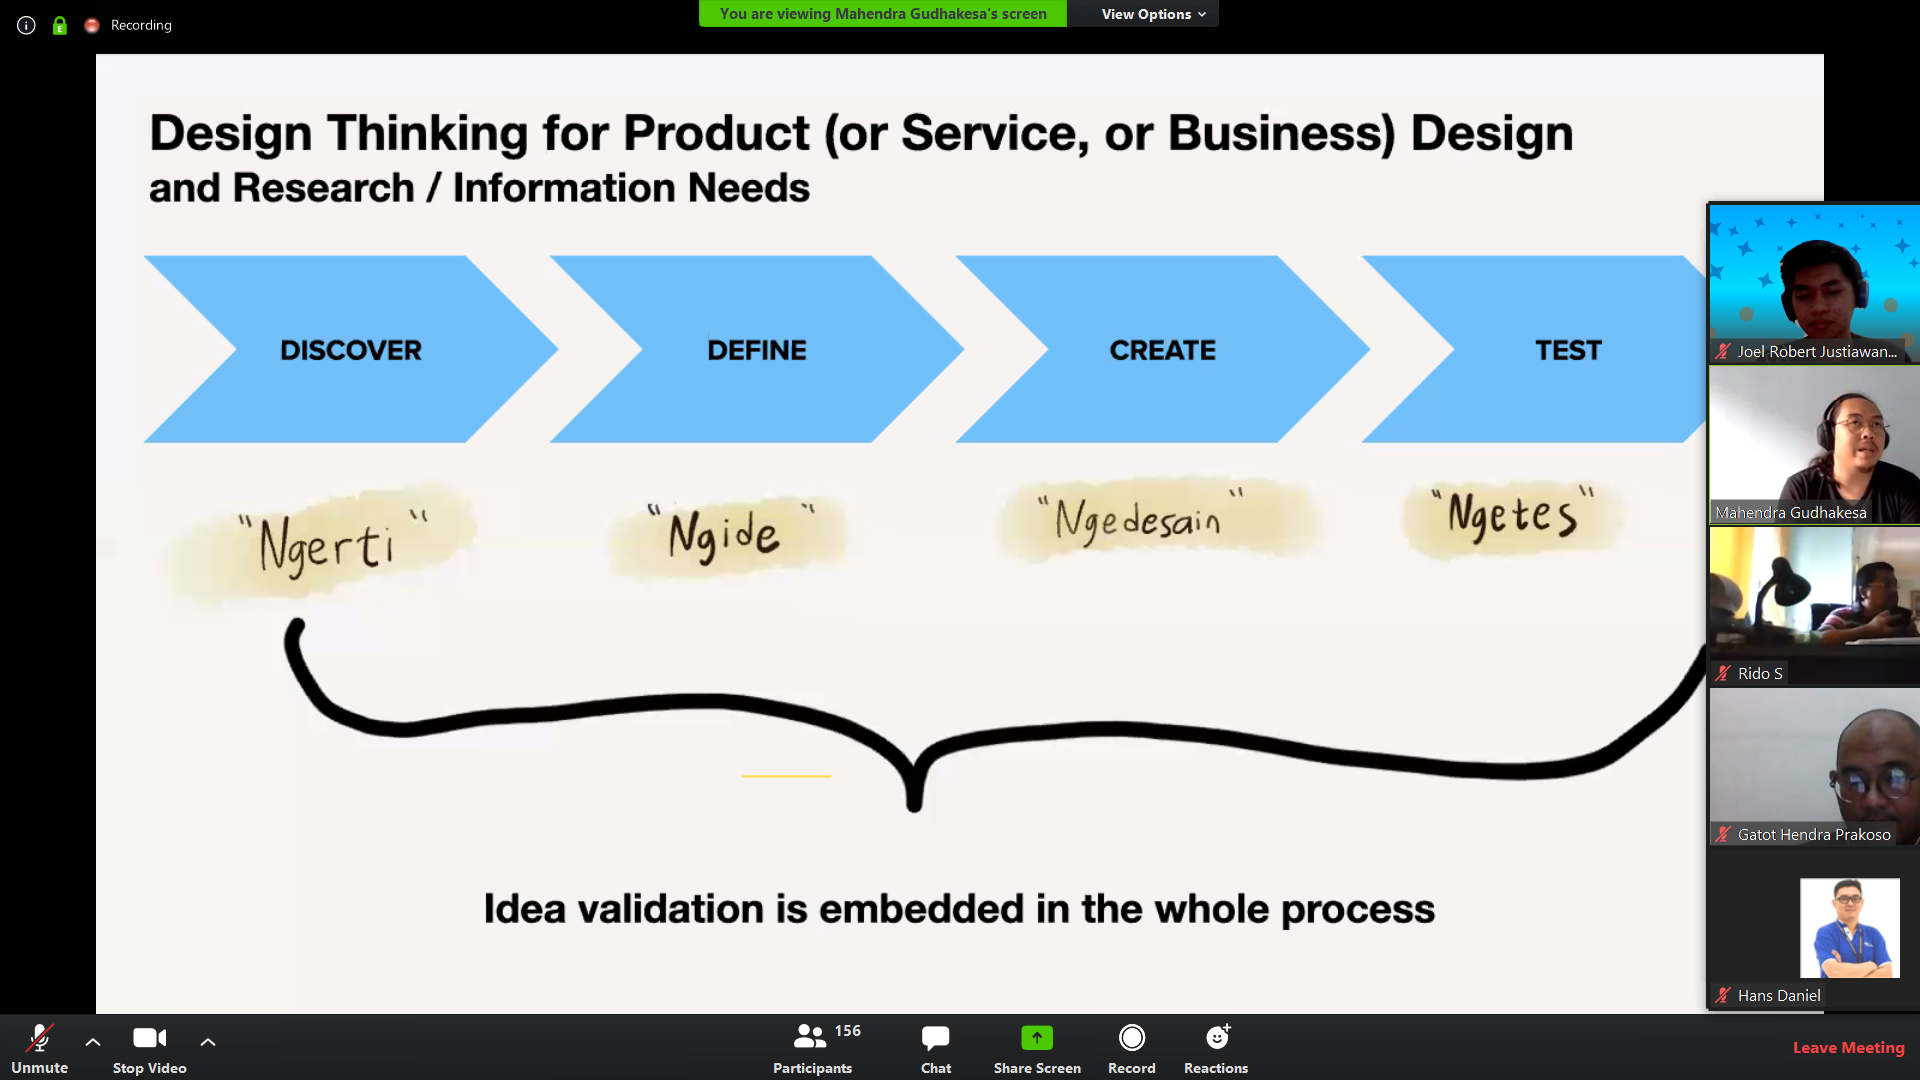 Recording
You are viewing Mahendra Gudhakesa's screen
View Options
Design Thinking for Product (or Service, or Business) Design
and Research / Information Needs
DISCOVER
DEFINE
CREATE
TEST
"Ngerti"
"Ngide"
"Ngedesain"
"Ngetes"
Idea validation is embedded in the whole process
Joel Robert Justiawan...
Mahendra Gudhakesa
Rido S
Gatot Hendra Prakoso
Hans Daniel
Unmute
Stop Video
Participants
156
Chat
Share Screen
Record
Reactions
Leave Meeting